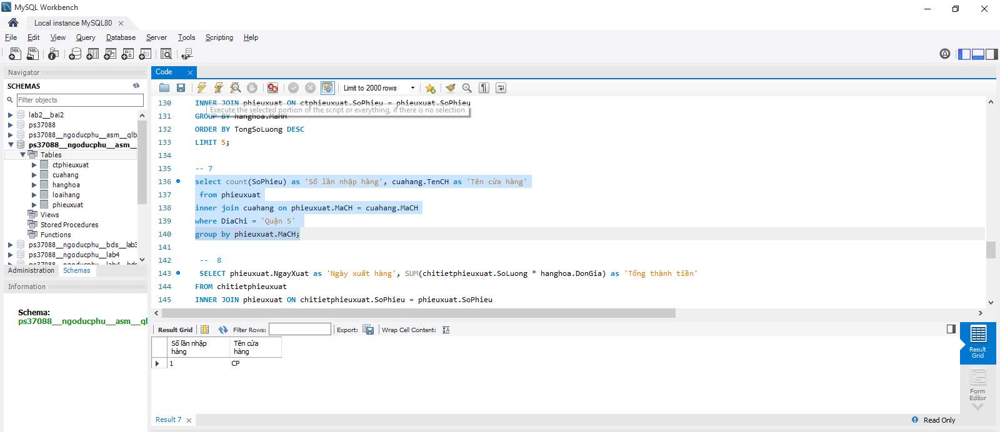 MySQL Workbench
Local instance MySQL80
File Edit View Query Database Server Tools Scripting Help
Navigator
SCHEMAS
Filter objects
lab2__bai2
ps37088
ps37088__ngoducphu__asm__qlb
ps37088__ngoducphu__asm__
Tables
ctphieuxuat
cuahang
hanghoa
loaihang
phieuxuat
Views
Stored Procedures
Functions
ps37088__ngoducphu__bds__lab3
ps37088__ngoducphu__lab4
Administration Schemas
Information
Schema:
ps37088__ngoducphu__asm__ql
Code
Limit to 2000 rows
130 INNER JOIN phieuxuat ON ctphieuxuat.SoPhieu = phieuxuat.SoPhieu
Execute the selected portion of the script or everything, if there is no selection
131 GROUP BY hanghoa.MaHH
132 ORDER BY TongSoLuong DESC
133 LIMIT 5;
134
135 -- 7
136 select count(SoPhieu) as 'Số lần nhập hàng', cuahang.TenCH as 'Tên cửa hàng'
137 from phieuxuat
138 inner join cuahang on phieuxuat.MaCH = cuahang.MaCH
139 where DiaChi = 'Quận 5'
140 group by phieuxuat.MaCH;
141
142 -- 8
143 SELECT phieuxuat.NgayXuat as 'Ngày xuất hàng', SUM(chitietphieuxuat.SoLuong * hanghoa.DonGia) as 'Tổng thành tiền'
144 FROM chitietphieuxuat
145 INNER JOIN phieuxuat ON chitietphieuxuat.SoPhieu = phieuxuat.SoPhieu
Result Grid Filter Rows: Export: Wrap Cell Content:
Số lần nhập hàng
Tên cửa hàng
1 CP
Result Grid
Form Editor
Result 7
Read Only